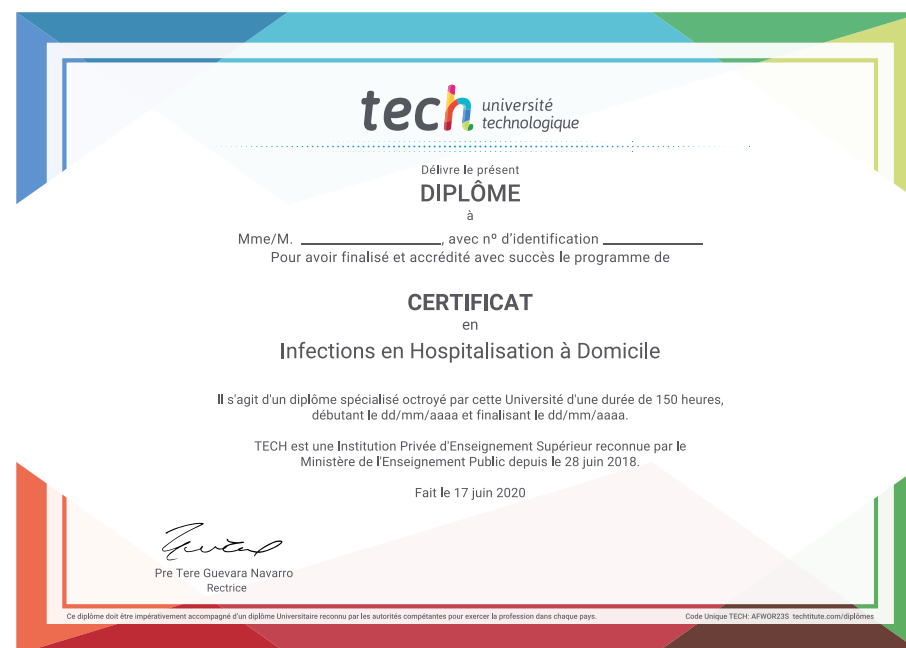 tech université
technologique
Délivre le présent
DIPLÔME
à
Mme/M. ____________________, avec nº d'identification ______________
Pour avoir finalisé et accrédité avec succès le programme de
CERTIFICAT
en
Infections en Hospitalisation à Domicile
Il s'agit d'un diplôme spécialisé octroyé par cette Université d'une durée de 150 heures,
débutant le dd/mm/aaaa et finalisant le dd/mm/aaaa.
TECH est une Institution Privée d'Enseignement Supérieur reconnue par le
Ministère de l'Enseignement Public depuis le 28 juin 2018.
Fait le 17 juin 2020
Pre Tere Guevara Navarro
Rectrice
Ce diplôme doit être impérativement accompagné d'un diplôme Universitaire reconnu par les autorités compétantes pour exercer la profession dans chaque pays.
Code Unique TECH: AFWOR23S techtitute.com/diplômes